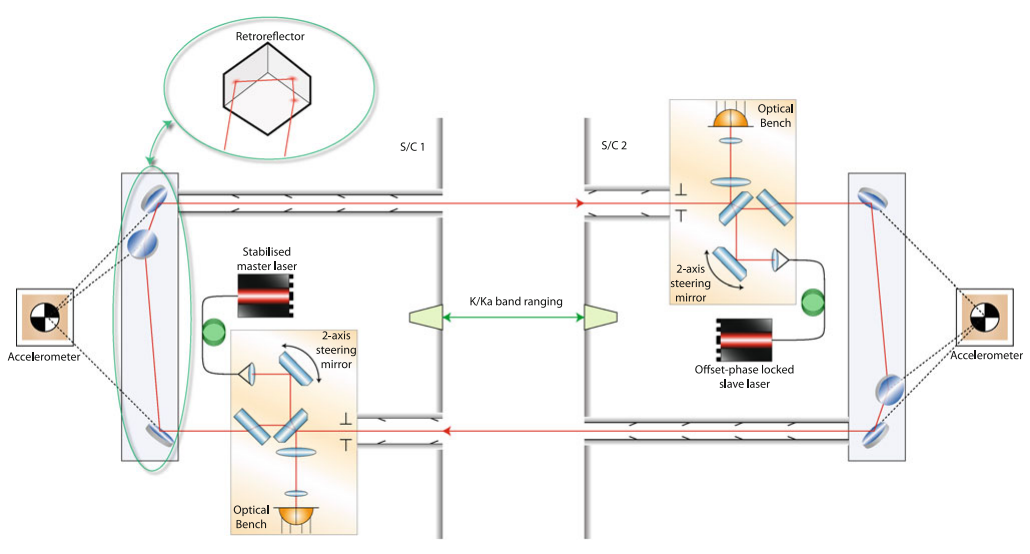 Retroreflector
S/C 1
S/C 2
Optical
Bench
Stabilised
master laser
2-axis
steering
mirror
K/Ka band ranging
2-axis
steering
mirror
Accelerometer
Accelerometer
Offset-phase locked
slave laser
Optical
Bench